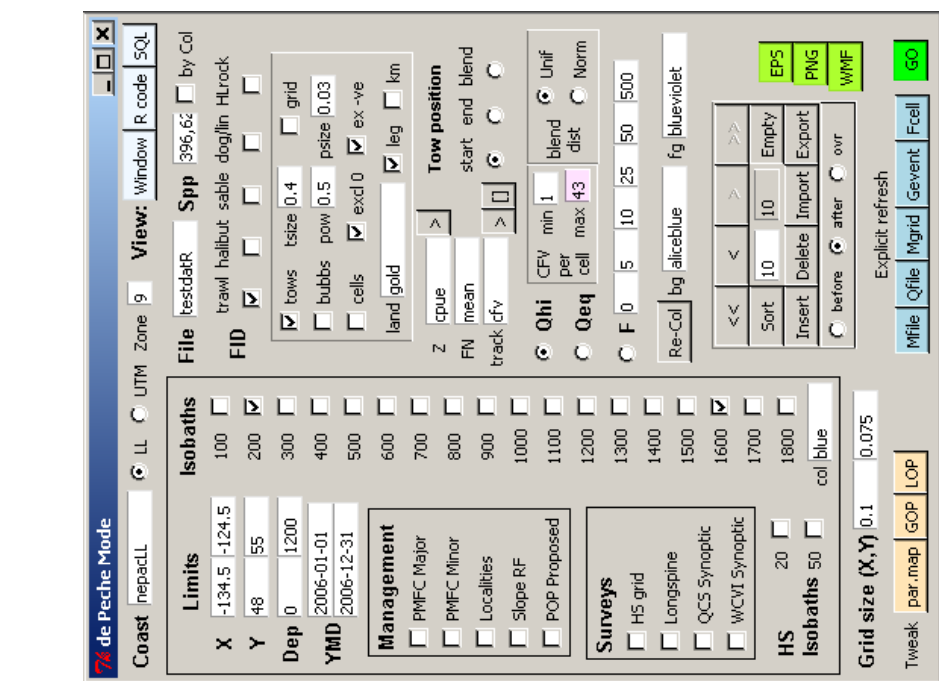 de Peche Mode
Coast nepacLL LL UTM Zone 9 View: Window R code SQL
Limits
X -134.5 -124.5
Y 48 55
Dep 0 1200
YMD 2006-01-01
2006-12-31
Management
PMFC Major
PMFC Minor
Localities
Slope RF
POP Proposed
Surveys
HS grid
Longspine
QCS Synoptic
WCVI Synoptic
HS 20
Isobaths 50
Isobaths
100
200
300
400
500
600
700
800
900
1000
1100
1200
1300
1400
1500
1600
1700
1800
col blue
Grid size (X,Y) 0.1 0.075
Tweak par.map GOP LOP
File testdatR Spp 396,62 by Col
FID trawl halibut sable dog/lin HLrock
tows tsize 0.4 grid
bubbs pow 0.5 psize 0.03
cells excl 0 ex -ve
land gold leg km
Z cpue >
FN mean
track cfv > []
Tow position
start end blend
Qhi
Qeq
CFV per cell min 1
max 43
blend dist Unif
Norm
F 0 5 10 25 50 500
Re-Col bg aliceblue fg blueviolet
<< < > >>
Sort 10 10 Empty
Insert Delete Import Export
before after ovr
EPS
PNG
WMF
Explicit refresh
Mfile Qfile Mgrid Gevent Fcell GO